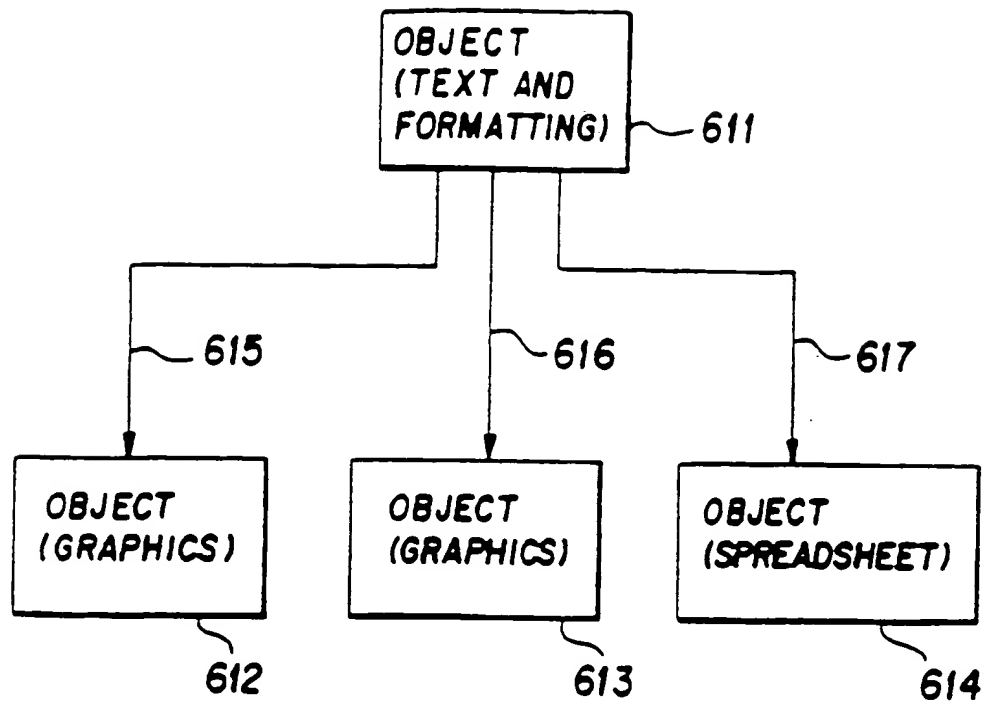 OBJECT
(TEXT AND
FORMATTING)
611
615
616
617
OBJECT
(GRAPHICS)
OBJECT
(GRAPHICS)
OBJECT
(SPREADSHEET)
612
613
614